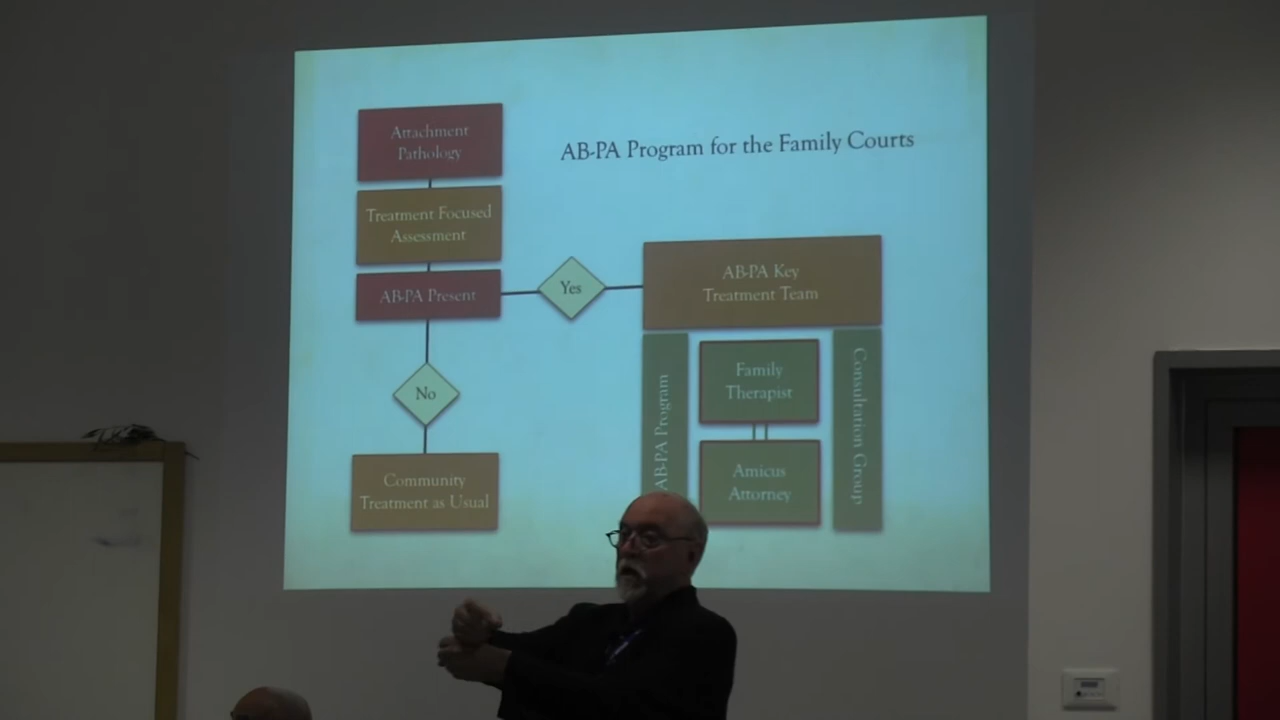 AB-PA Program for the Family Courts
Attachment
Pathology
Treatment Focused
Assessment
AB-PA Present
Yes
AB-PA Key
Treatment Team
No
Community
Treatment as Usual
AB-PA Program
Family
Therapist
Amicus
Attorney
Consultation Group